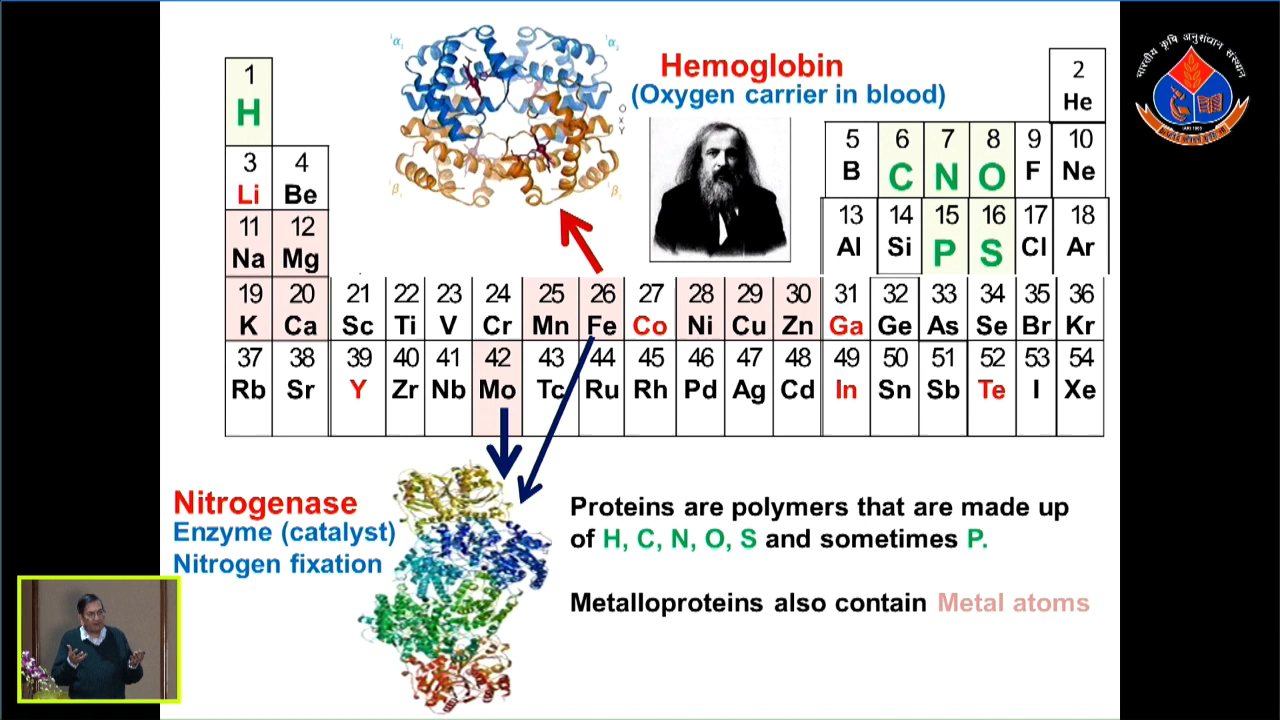 Hemoglobin
(Oxygen carrier in blood)
भारतीय कृषि अनुसंधान संस्थान
IARI 1905
α
α
β
β
O
X
Y
1
H
2
He
3
Li
4
Be
5
B
6
C
7
N
8
O
9
F
10
Ne
11
Na
12
Mg
13
Al
14
Si
15
P
16
S
17
Cl
18
Ar
19 20 21 22 23 24 25 26 27 28 29 30 31 32 33 34 35 36
K Ca Sc Ti V Cr Mn Fe Co Ni Cu Zn Ga Ge As Se Br Kr
37 38 39 40 41 42 43 44 45 46 47 48 49 50 51 52 53 54
Rb Sr Y Zr Nb Mo Tc Ru Rh Pd Ag Cd In Sn Sb Te I Xe
Nitrogenase
Enzyme (catalyst)
Nitrogen fixation
Proteins are polymers that are made up
of H, C, N, O, S and sometimes P.
Metalloproteins also contain Metal atoms